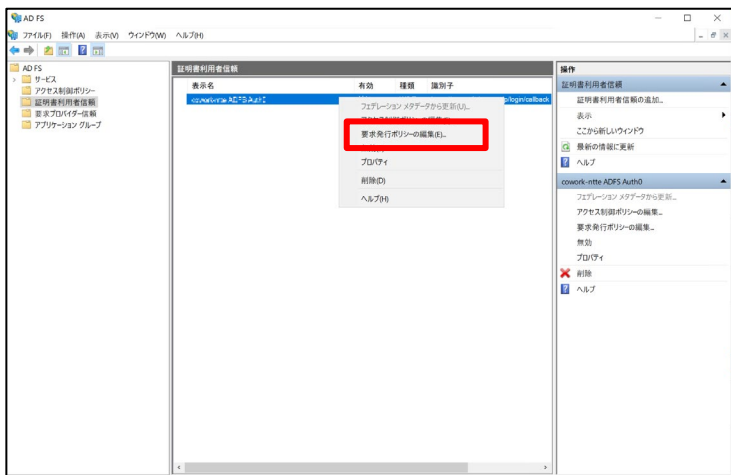 AD FS
ファイル(F) 操作(A) 表示(V) ウィンドウ(W) ヘルプ(H)
AD FS
サービス
アクセス制御ポリシー
証明書利用者信頼
要求プロバイダー信頼
アプリケーション グループ
証明書利用者信頼
表示名 有効 種類 識別子
cowork-ntte ADFS Auth0
p/login/callback
フェデレーション メタデータから更新(U)...
要求発行ポリシーの編集(E)...
プロパティ
削除(D)
ヘルプ(H)
操作
証明書利用者信頼
証明書利用者信頼の追加...
表示
ここから新しいウィンドウ
最新の情報に更新
ヘルプ
cowork-ntte ADFS Auth0
フェデレーション メタデータから更新...
アクセス制御ポリシーの編集...
要求発行ポリシーの編集...
無効
プロパティ
削除
ヘルプ